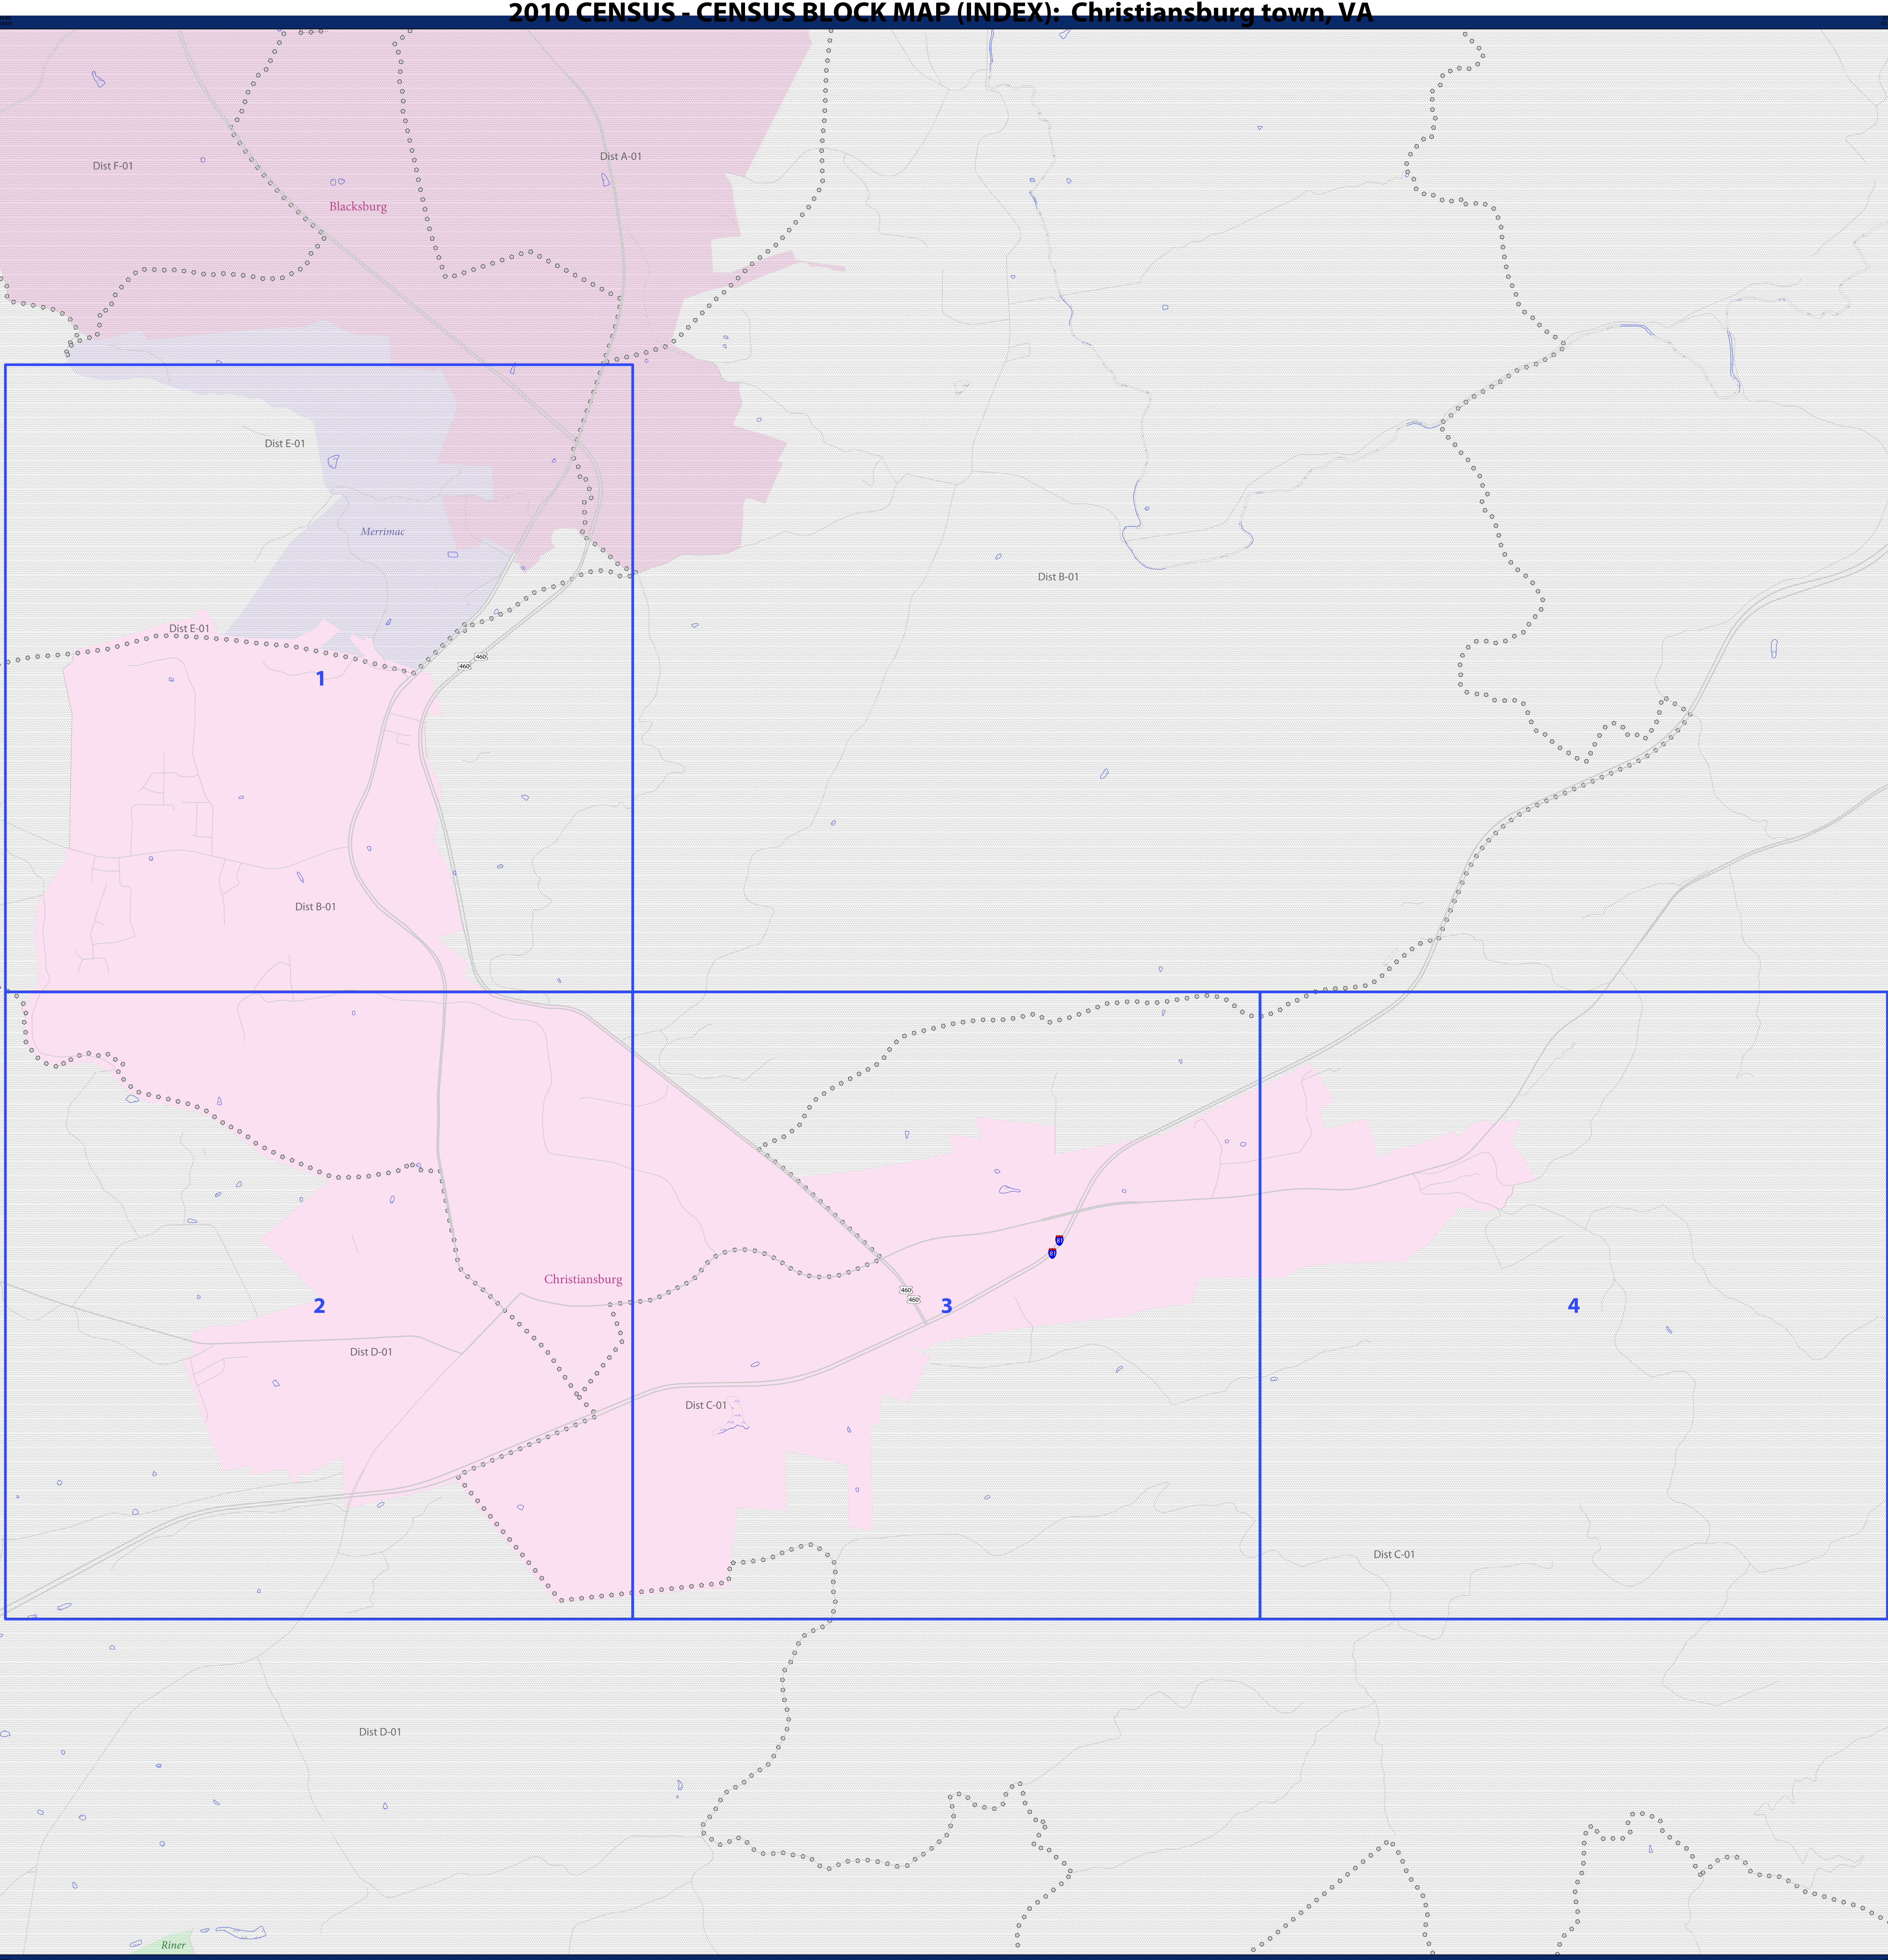 2010 CENSUS - CENSUS BLOCK MAP (INDEX): Christiansburg town, VA
Dist F-01
Dist A-01
Blacksburg
Dist E-01
Merrimac
Dist B-01
Dist E-01
460
460
1
Dist B-01
81
81
Christiansburg
460
460
2
3
4
Dist D-01
Dist C-01
Dist C-01
Dist D-01
Riner